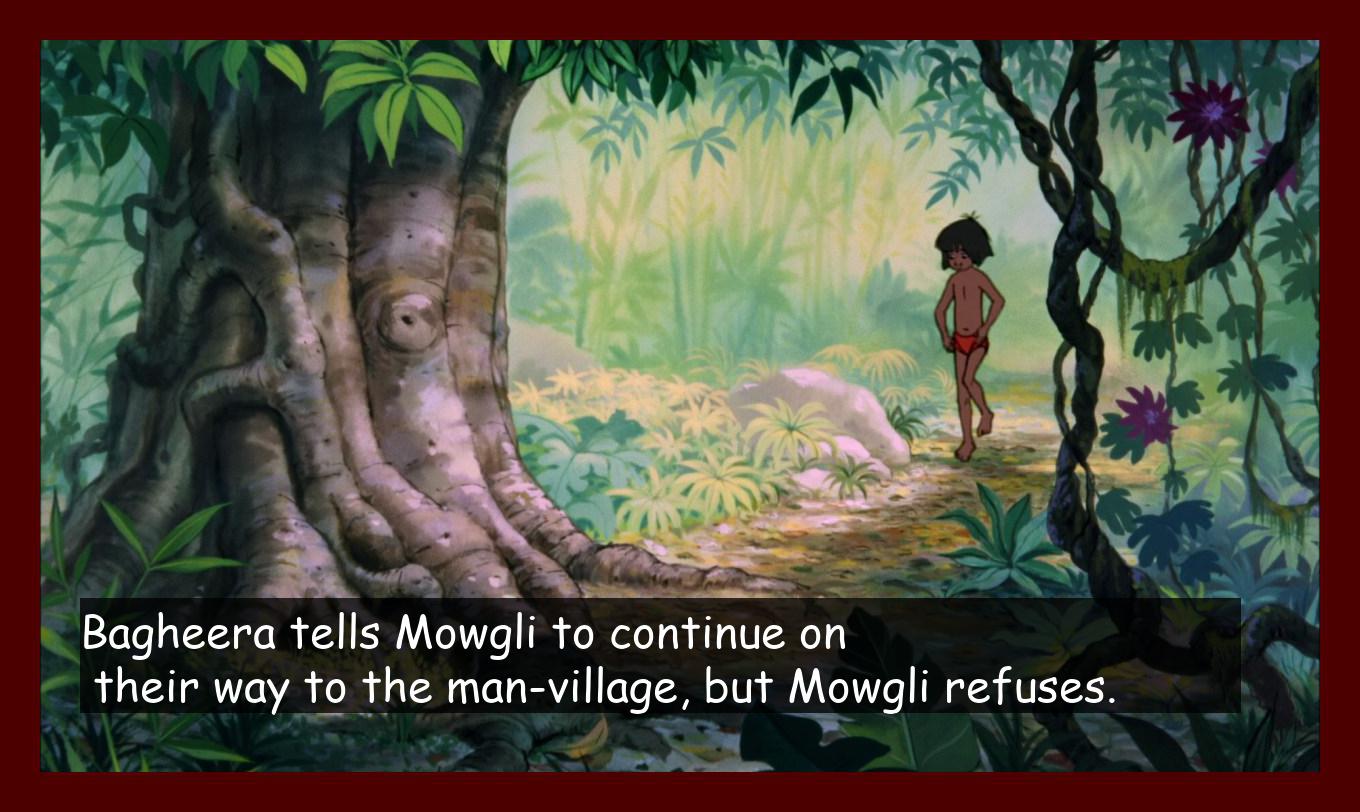 Bagheera tells Mowgli to continue on
their way to the man-village, but Mowgli refuses.